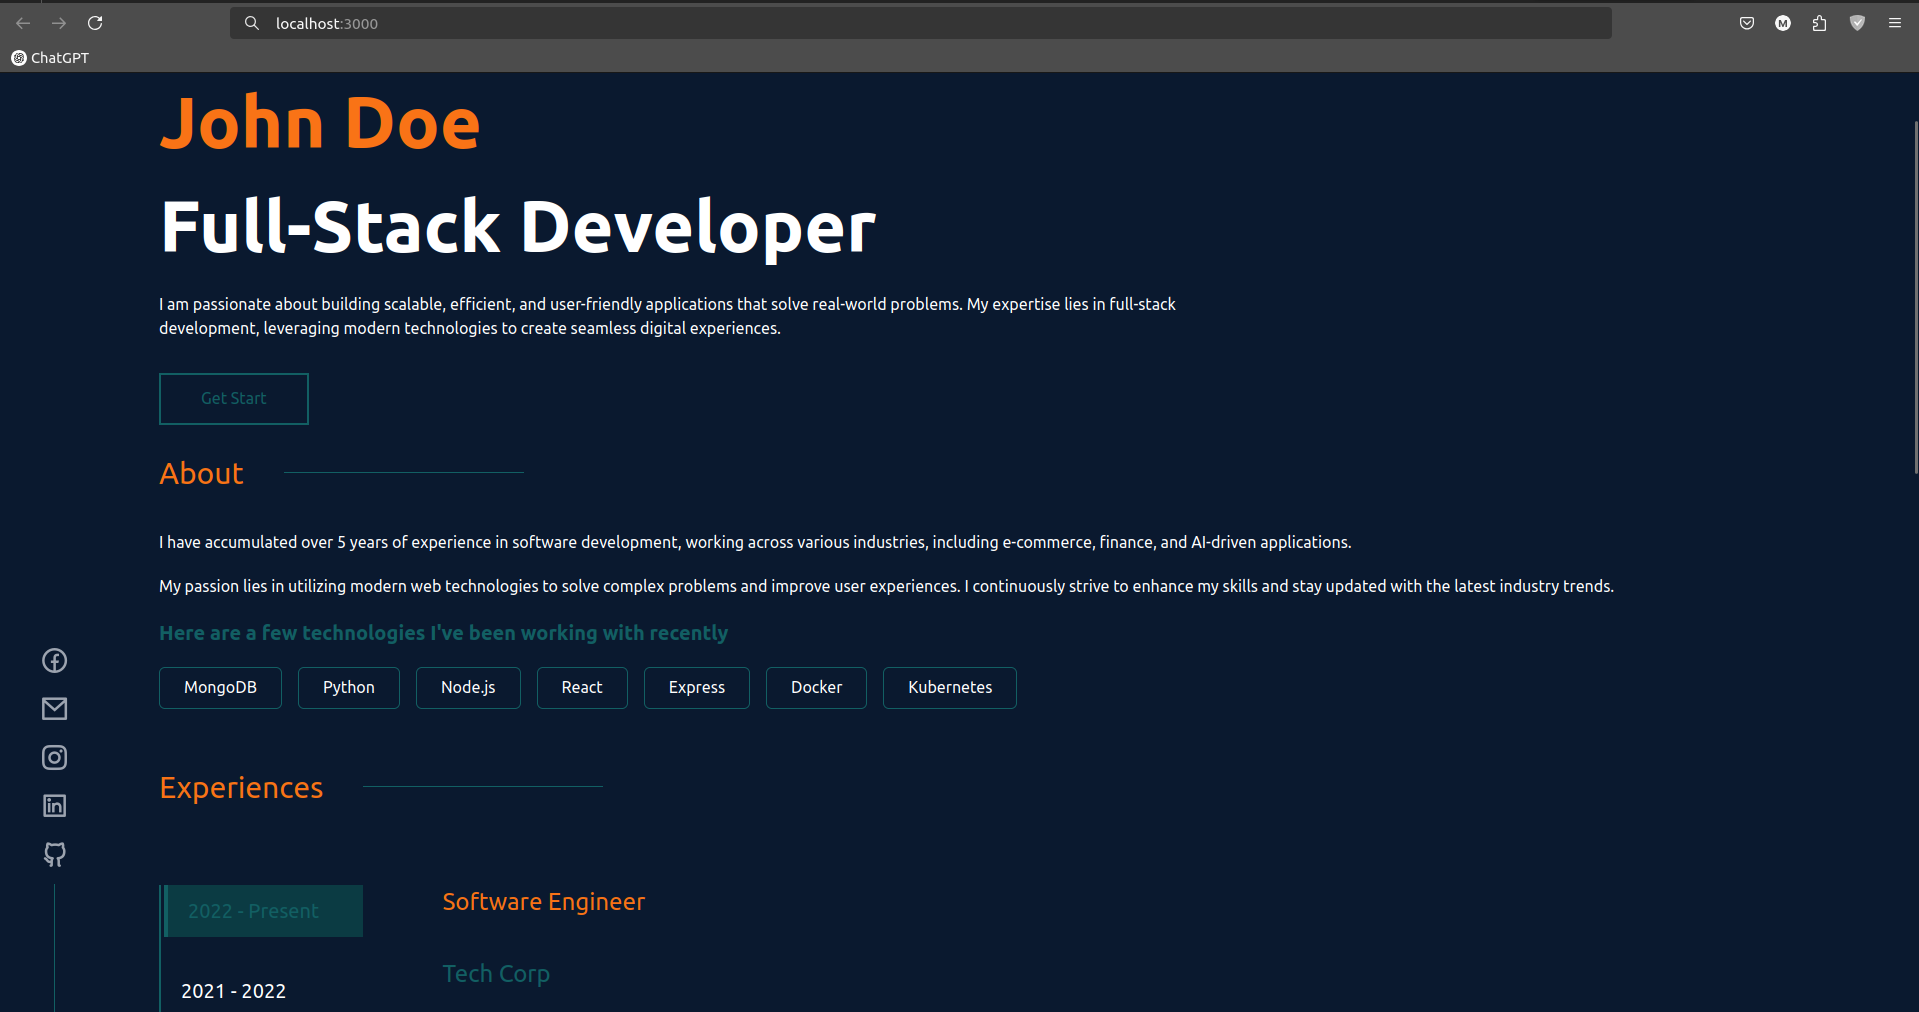 localhost:3000
M
ChatGPT
John Doe
Full-Stack Developer
I am passionate about building scalable, efficient, and user-friendly applications that solve real-world problems. My expertise lies in full-stack
development, leveraging modern technologies to create seamless digital experiences.
Get Start
About
I have accumulated over 5 years of experience in software development, working across various industries, including e-commerce, finance, and AI-driven applications.
My passion lies in utilizing modern web technologies to solve complex problems and improve user experiences. I continuously strive to enhance my skills and stay updated with the latest industry trends.
Here are a few technologies I've been working with recently
MongoDB Python Node.js React Express Docker Kubernetes
Experiences
2022 - Present
Software Engineer
Tech Corp
2021 - 2022